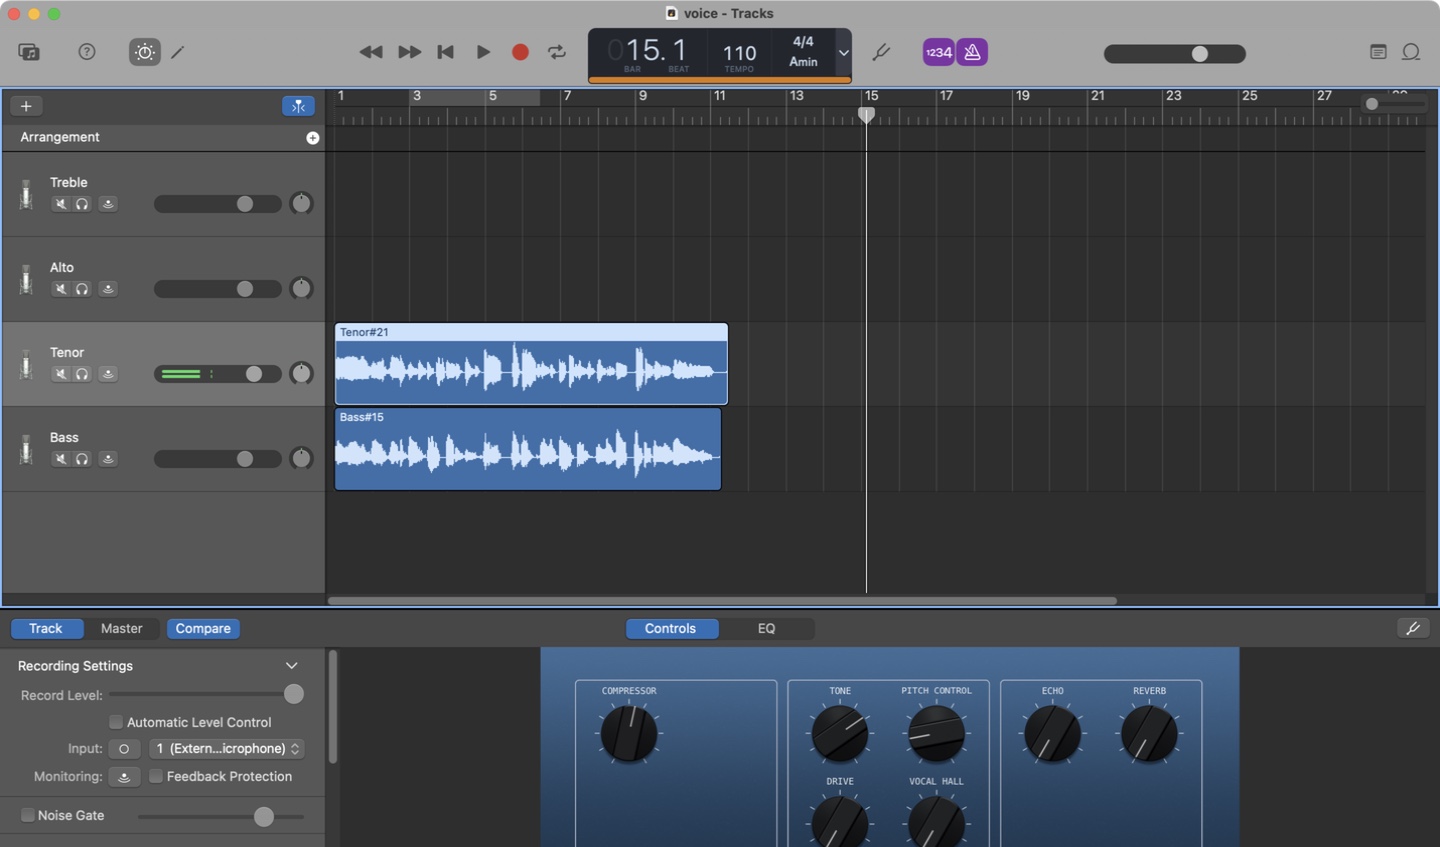 voice - Tracks
015.1
BAR BEAT
110
TEMPO
4/4
Amin
1234
1 3 5 7 9 11 13 15 17 19 21 23 25 27
Arrangement
Treble
Alto
Tenor
Tenor#21
Bass
Bass#15
Track Master Compare
Controls EQ
Recording Settings
Record Level:
Automatic Level Control
Input: 1 (Extern...icrophone)
Monitoring: Feedback Protection
Noise Gate
COMPRESSOR
TONE
PITCH CONTROL
ECHO
REVERB
DRIVE
VOCAL HALL